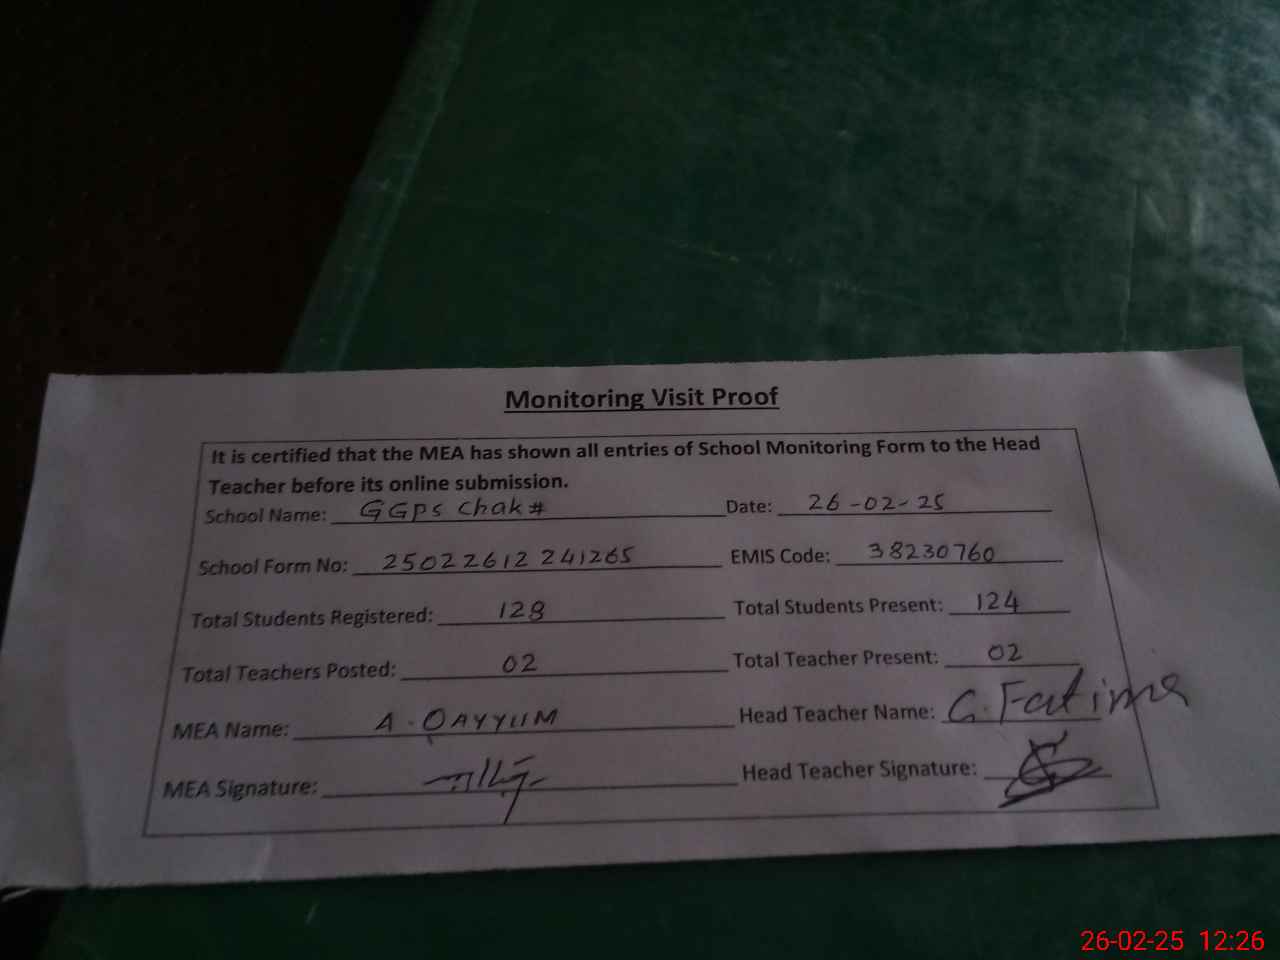 Monitoring Visit Proof
It is certified that the MEA has shown all entries of School Monitoring Form to the Head
Teacher before its online submission.
School Name: GGPS Chak # Date: 26-02-25
School Form No: 25022612241265 EMIS Code: 38230760
Total Students Registered: 128 Total Students Present: 124
Total Teachers Posted: 02 Total Teacher Present: 02
MEA Name: A. QAYYUM Head Teacher Name: G. Fatima
MEA Signature: Head Teacher Signature:
26-02-25 12:26